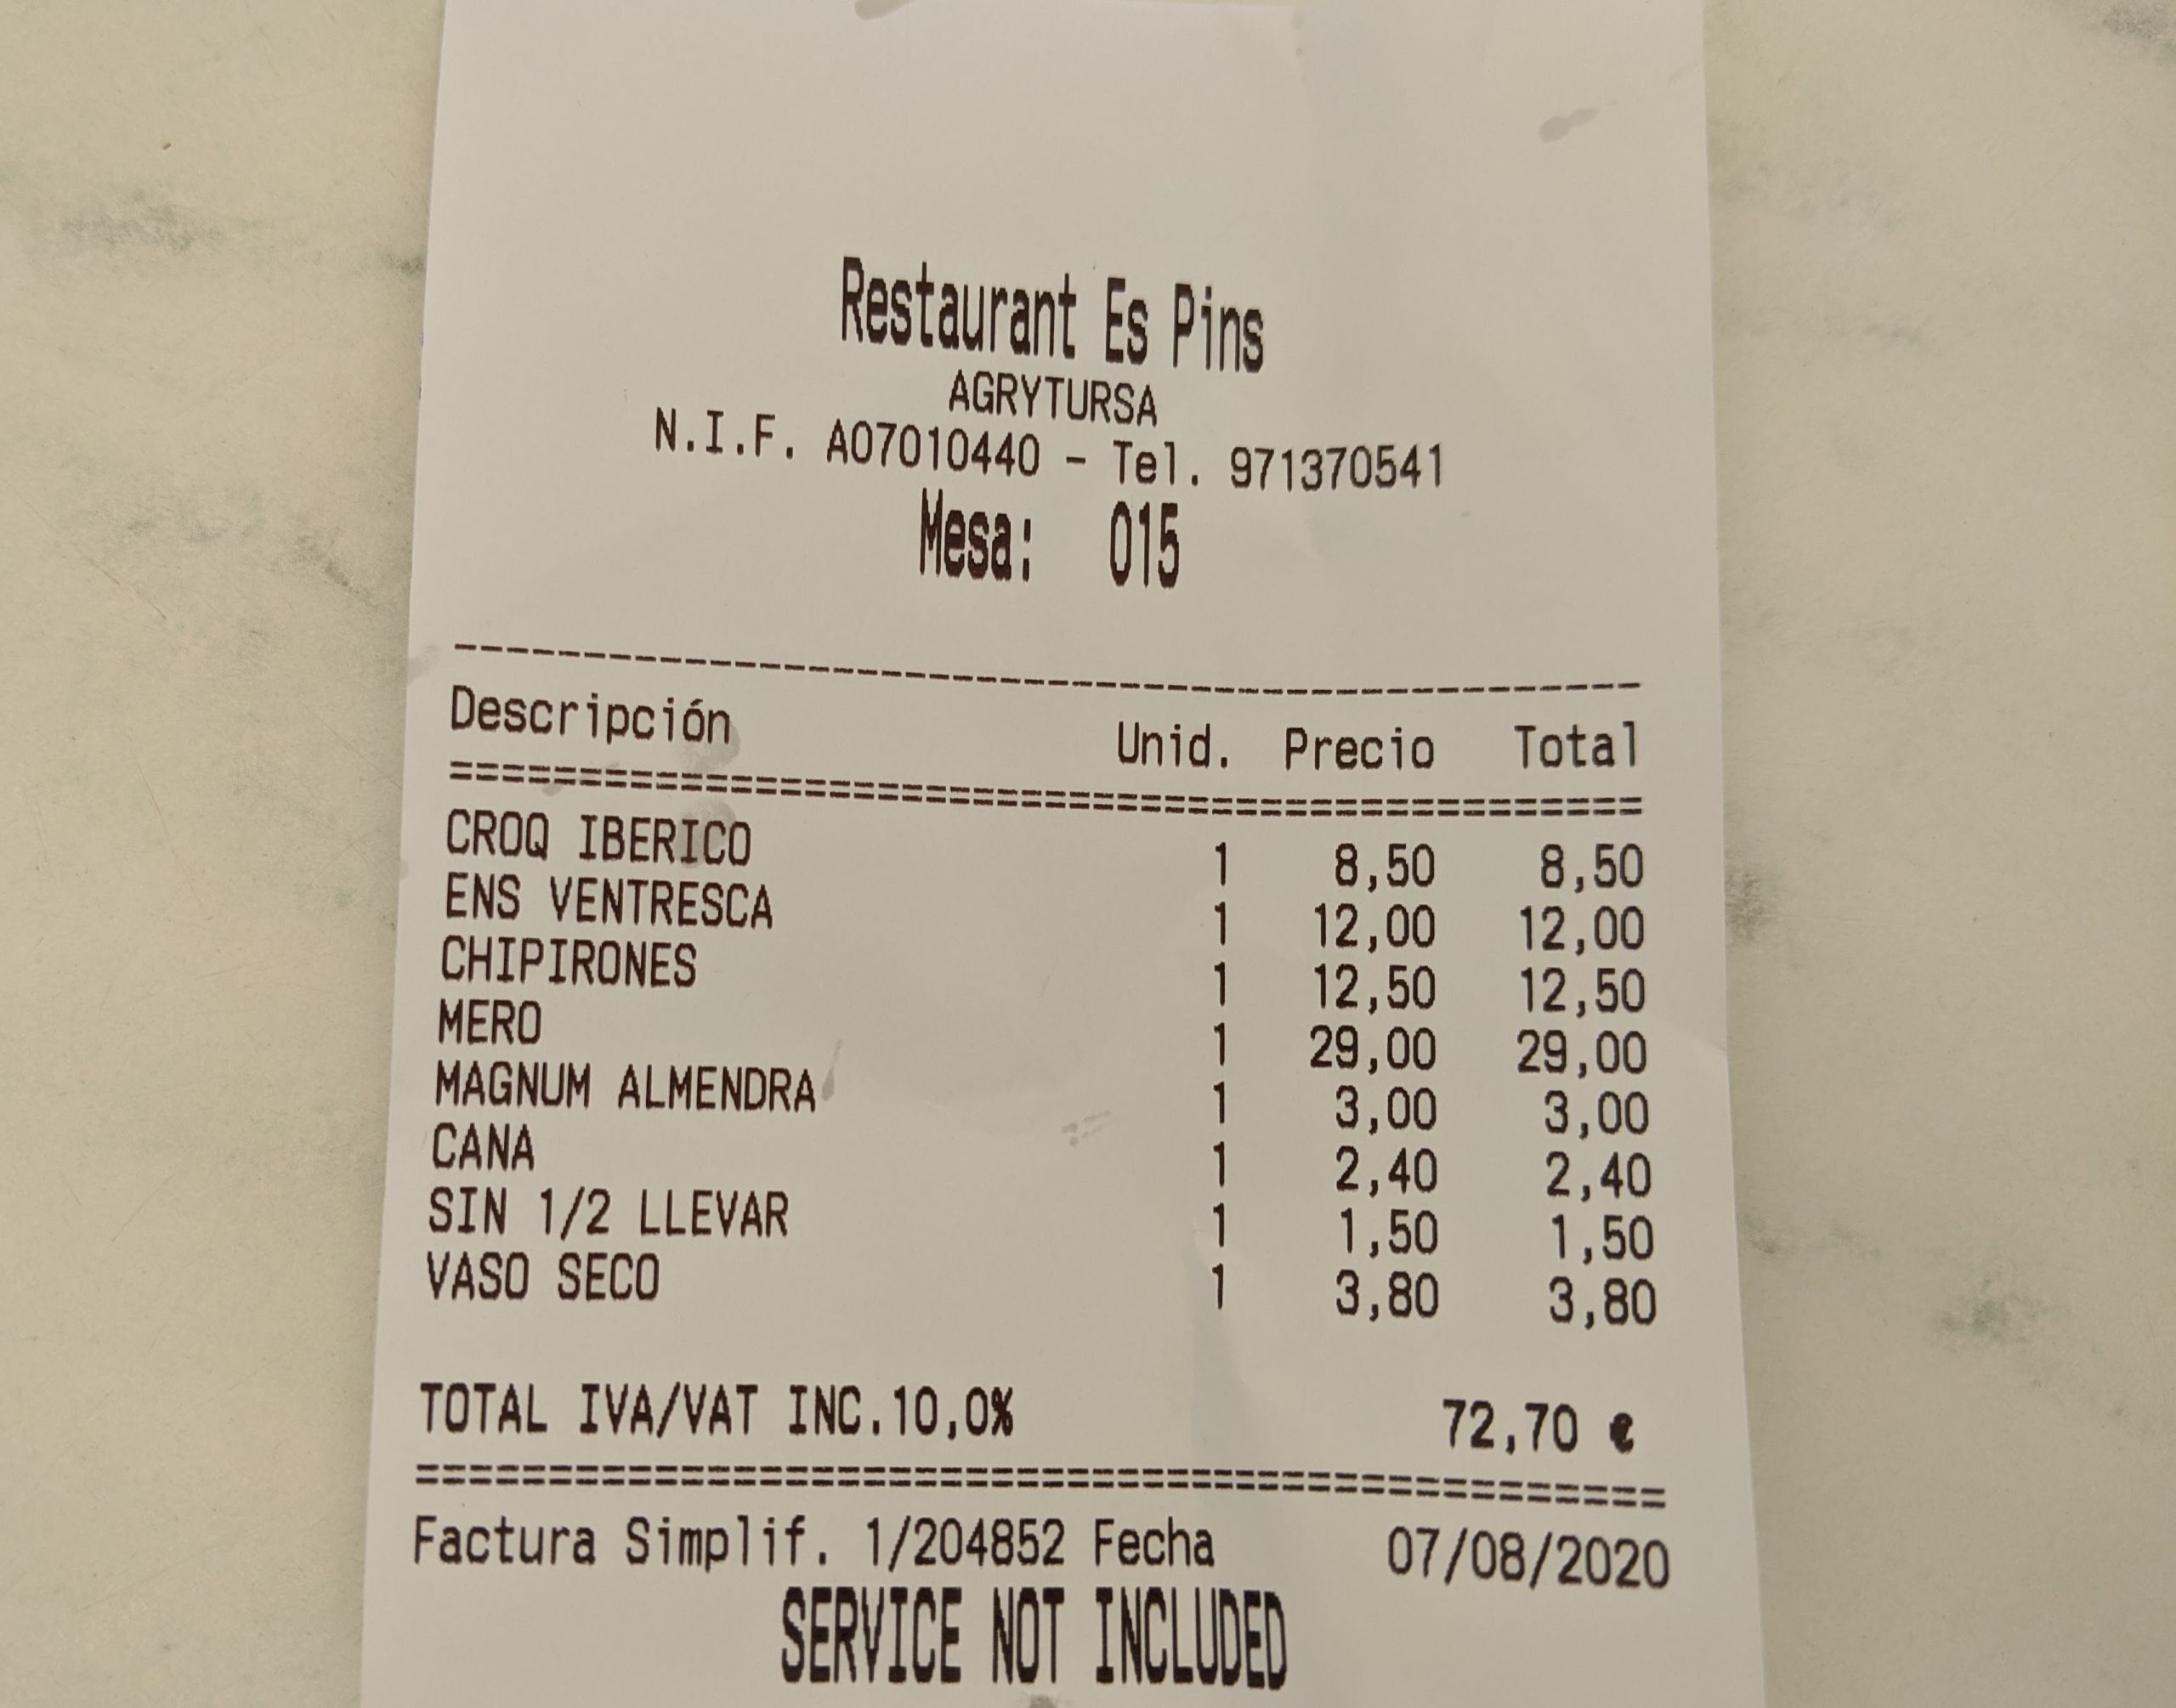 Restaurant Es Pins
AGRYTURSA
N.I.F. A07010440 - Tel. 971370541
Mesa: 015
Descripción Unid. Precio Total
CROQ IBERICO 1 8,50 8,50
ENS VENTRESCA 1 12,00 12,00
CHIPIRONES 1 12,50 12,50
MERO 1 29,00 29,00
MAGNUM ALMENDRA 1 3,00 3,00
CANA 1 2,40 2,40
SIN 1/2 LLEVAR 1 1,50 1,50
VASO SECO 1 3,80 3,80
TOTAL IVA/VAT INC.10,0% 72,70 €
Factura Simplif. 1/204852 Fecha 07/08/2020
SERVICE NOT INCLUDED